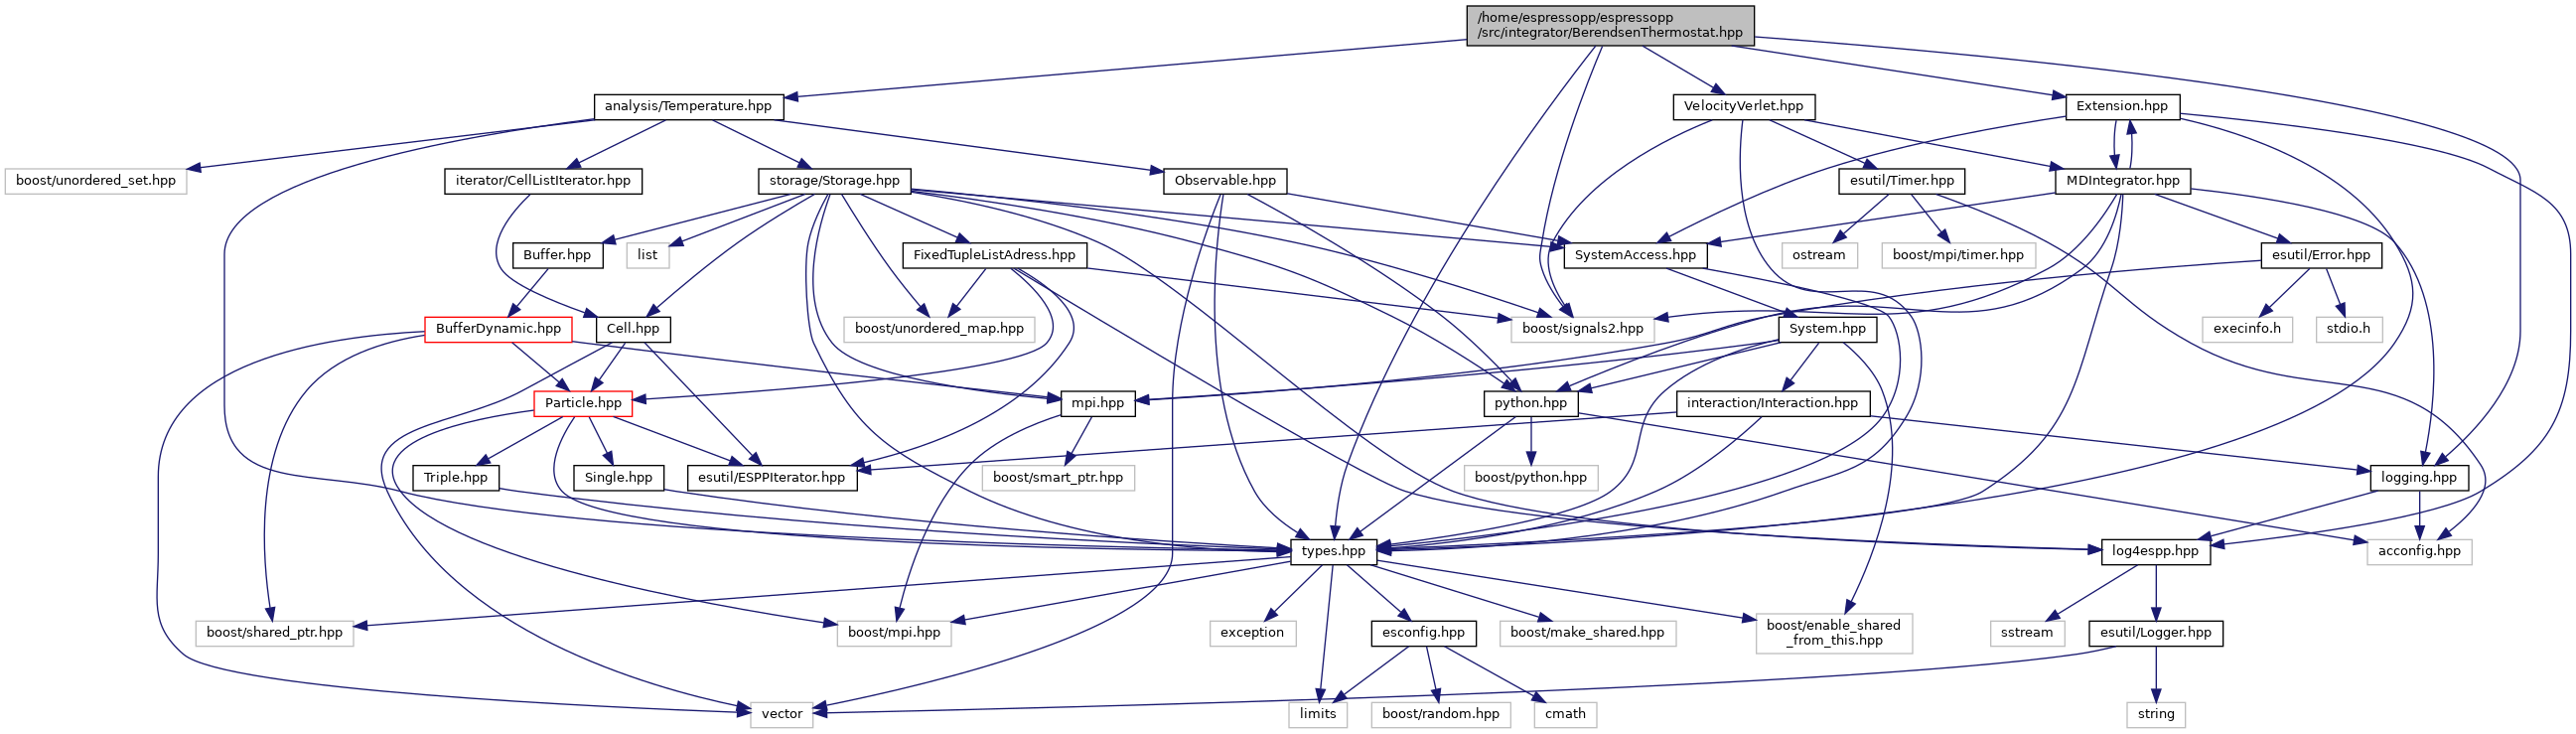 /home/espressopp/espressopp
/src/integrator/BerendsenThermostat.hpp
analysis/Temperature.hpp
VelocityVerlet.hpp
Extension.hpp
boost/unordered_set.hpp
iterator/CellListIterator.hpp
storage/Storage.hpp
Observable.hpp
esutil/Timer.hpp
MDIntegrator.hpp
Buffer.hpp
list
FixedTupleListAdress.hpp
SystemAccess.hpp
ostream
boost/mpi/timer.hpp
esutil/Error.hpp
BufferDynamic.hpp
Cell.hpp
boost/unordered_map.hpp
boost/signals2.hpp
System.hpp
execinfo.h
stdio.h
Particle.hpp
mpi.hpp
python.hpp
interaction/Interaction.hpp
Triple.hpp
Single.hpp
esutil/ESPPIterator.hpp
boost/smart_ptr.hpp
boost/python.hpp
logging.hpp
types.hpp
log4espp.hpp
acconfig.hpp
boost/shared_ptr.hpp
boost/mpi.hpp
exception
esconfig.hpp
boost/make_shared.hpp
boost/enable_shared
_from_this.hpp
sstream
esutil/Logger.hpp
vector
limits
boost/random.hpp
cmath
string